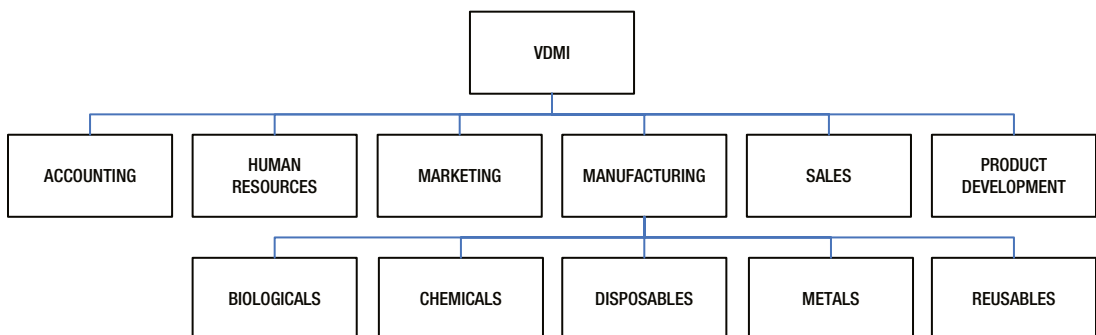 VDMI
ACCOUNTING
HUMAN
RESOURCES
MARKETING
MANUFACTURING
SALES
PRODUCT
DEVELOPMENT
BIOLOGICALS
CHEMICALS
DISPOSABLES
METALS
REUSABLES